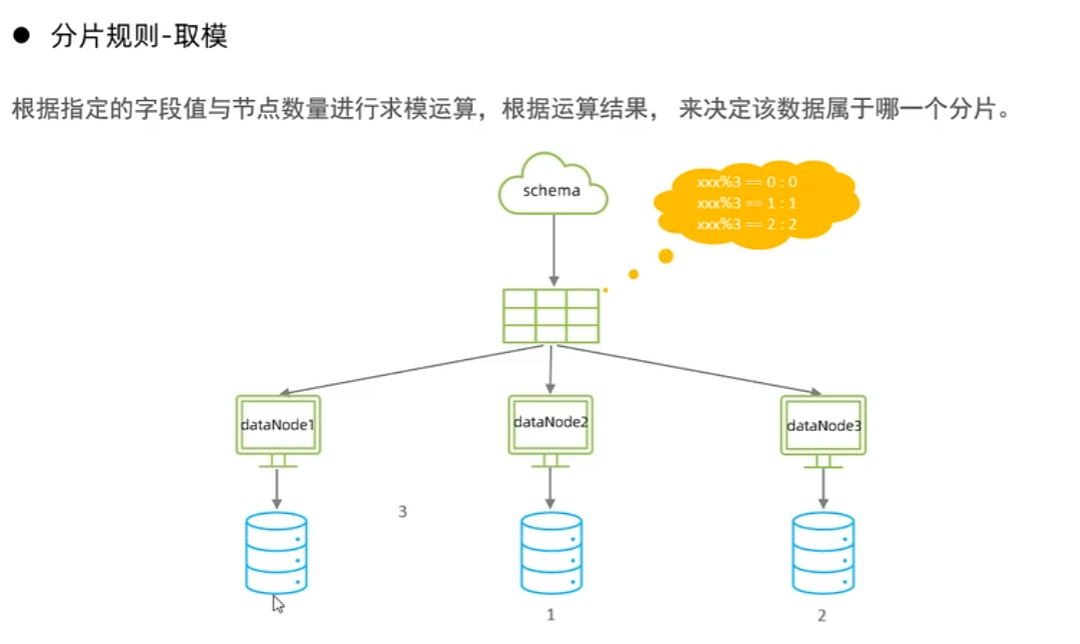 ● 分片规则-取模
根据指定的字段值与节点数量进行求模运算，根据运算结果， 来决定该数据属于哪一个分片。
schema
xxx%3 == 0 : 0
xxx%3 == 1 : 1
xxx%3 == 2 : 2
dataNode1
dataNode2
dataNode3
3
1
2